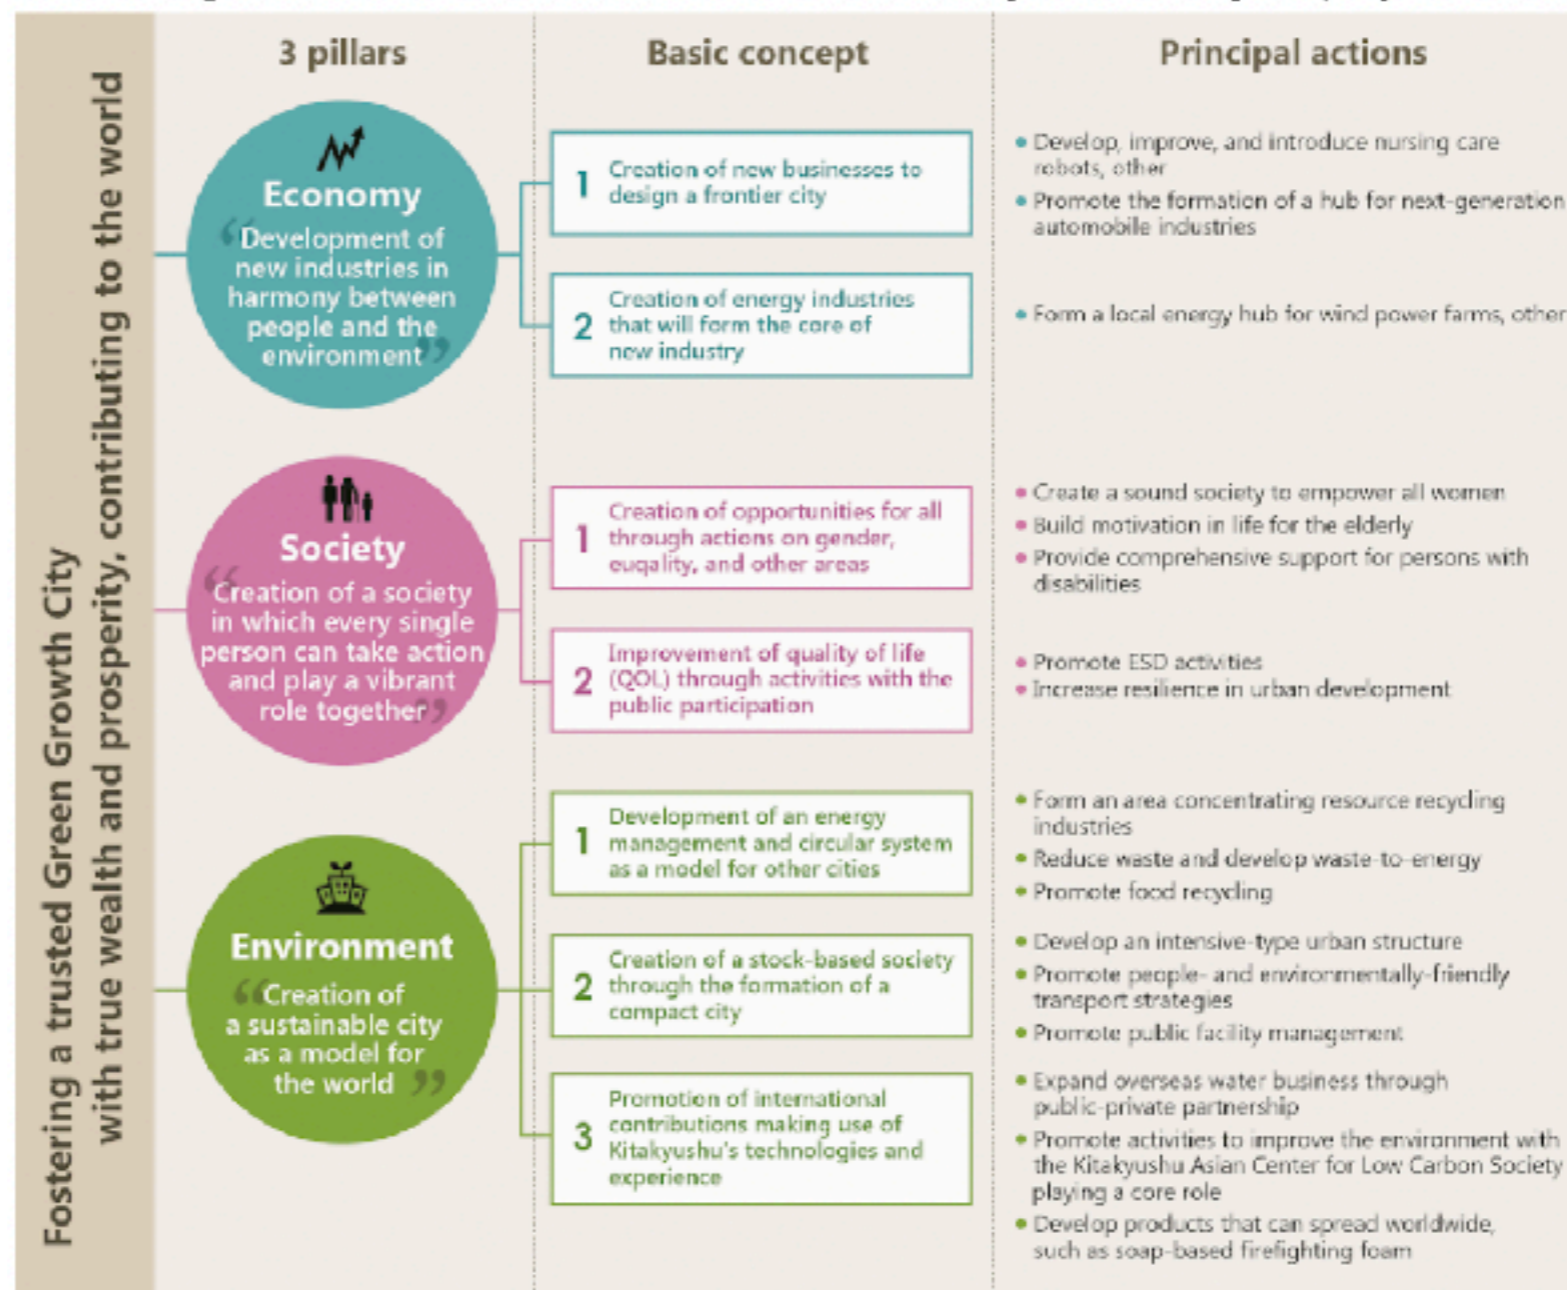 Fostering a trusted Green Growth City
with true wealth and prosperity, contributing to the world
3 pillars
Basic concept
Principal actions
Economy
“Development of
new industries in
harmony between
people and the
environment”
1
Creation of new businesses to
design a frontier city
• Develop, improve, and introduce nursing care
robots, other
• Promote the formation of a hub for next-generation
automobile industries
2
Creation of energy industries
that will form the core of
new industry
• Form a local energy hub for wind power farms, other
Society
“Creation of a society
in which every single
person can take action
and play a vibrant
role together”
1
Creation of opportunities for all
through actions on gender,
euqality, and other areas
• Create a sound society to empower all women
• Build motivation in life for the elderly
• Provide comprehensive support for persons with
disabilities
2
Improvement of quality of life
(QOL) through activities with the
public participation
• Promote ESD activities
• Increase resilience in urban development
Environment
“Creation of
a sustainable city
as a model for
the world”
1
Development of an energy
management and circular system
as a model for other cities
• Form an area concentrating resource recycling
industries
• Reduce waste and develop waste-to-energy
• Promote food recycling
2
Creation of a stock-based society
through the formation of a
compact city
• Develop an intensive-type urban structure
• Promote people- and environmentally-friendly
transport strategies
• Promote public facility management
3
Promotion of international
contributions making use of
Kitakyushu's technologies and
experience
• Expand overseas water business through
public-private partnership
• Promote activities to improve the environment with
the Kitakyushu Asian Center for Low Carbon Society
playing a core role
• Develop products that can spread worldwide,
such as soap-based firefighting foam